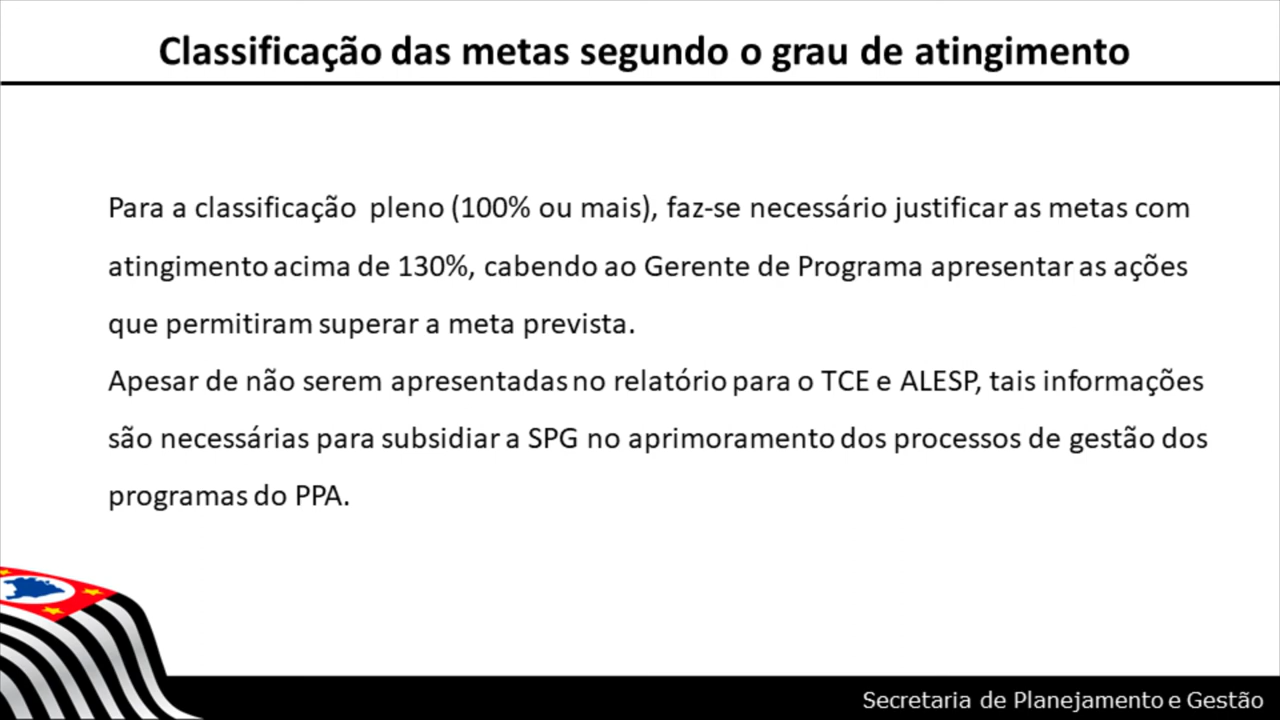 Classificação das metas segundo o grau de atingimento
Para a classificação pleno (100% ou mais), faz-se necessário justificar as metas com
atingimento acima de 130%, cabendo ao Gerente de Programa apresentar as ações
que permitiram superar a meta prevista.
Apesar de não serem apresentadas no relatório para o TCE e ALESP, tais informações
são necessárias para subsidiar a SPG no aprimoramento dos processos de gestão dos
programas do PPA.
Secretaria de Planejamento e Gestão